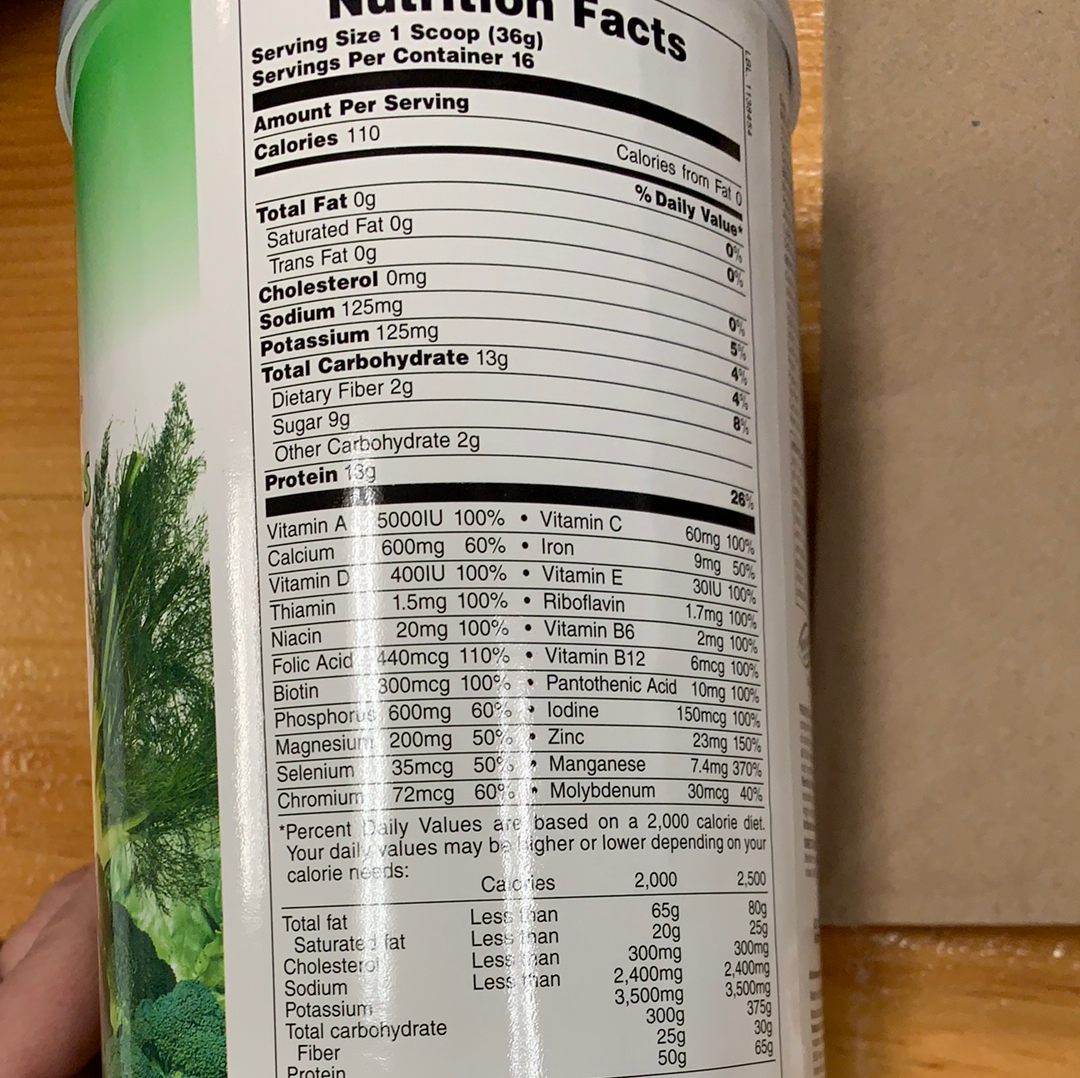 Nutrition Facts
Serving Size 1 Scoop (36g)
Servings Per Container 16
LBL. 1138454
Amount Per Serving
Calories 110 Calories from Fat 0
% Daily Value*
Total Fat 0g 0%
Saturated Fat 0g 0%
Trans Fat 0g
Cholesterol 0mg 0%
Sodium 125mg 5%
Potassium 125mg 4%
Total Carbohydrate 13g 4%
Dietary Fiber 2g 8%
Sugar 9g
Other Carbohydrate 2g
Protein 13g 26%
Vitamin A 5000IU 100% • Vitamin C 60mg 100%
Calcium 600mg 60% • Iron 9mg 50%
Vitamin D 400IU 100% • Vitamin E 30IU 100%
Thiamin 1.5mg 100% • Riboflavin 1.7mg 100%
Niacin 20mg 100% • Vitamin B6 2mg 100%
Folic Acid 440mcg 110% • Vitamin B12 6mcg 100%
Biotin 300mcg 100% • Pantothenic Acid 10mg 100%
Phosphorus 600mg 60% • Iodine 150mcg 100%
Magnesium 200mg 50% • Zinc 23mg 150%
Selenium 35mcg 50% • Manganese 7.4mg 370%
Chromium 72mcg 60% • Molybdenum 30mcg 40%
*Percent Daily Values are based on a 2,000 calorie diet.
Your daily values may be higher or lower depending on your
calorie needs:
Calories 2,000 2,500
Total fat Less than 65g 80g
Saturated fat Less than 20g 25g
Cholesterol Less than 300mg 300mg
Sodium Less than 2,400mg 2,400mg
Potassium 3,500mg 3,500mg
Total carbohydrate 300g 375g
Fiber 25g 30g
Protein 50g 65g